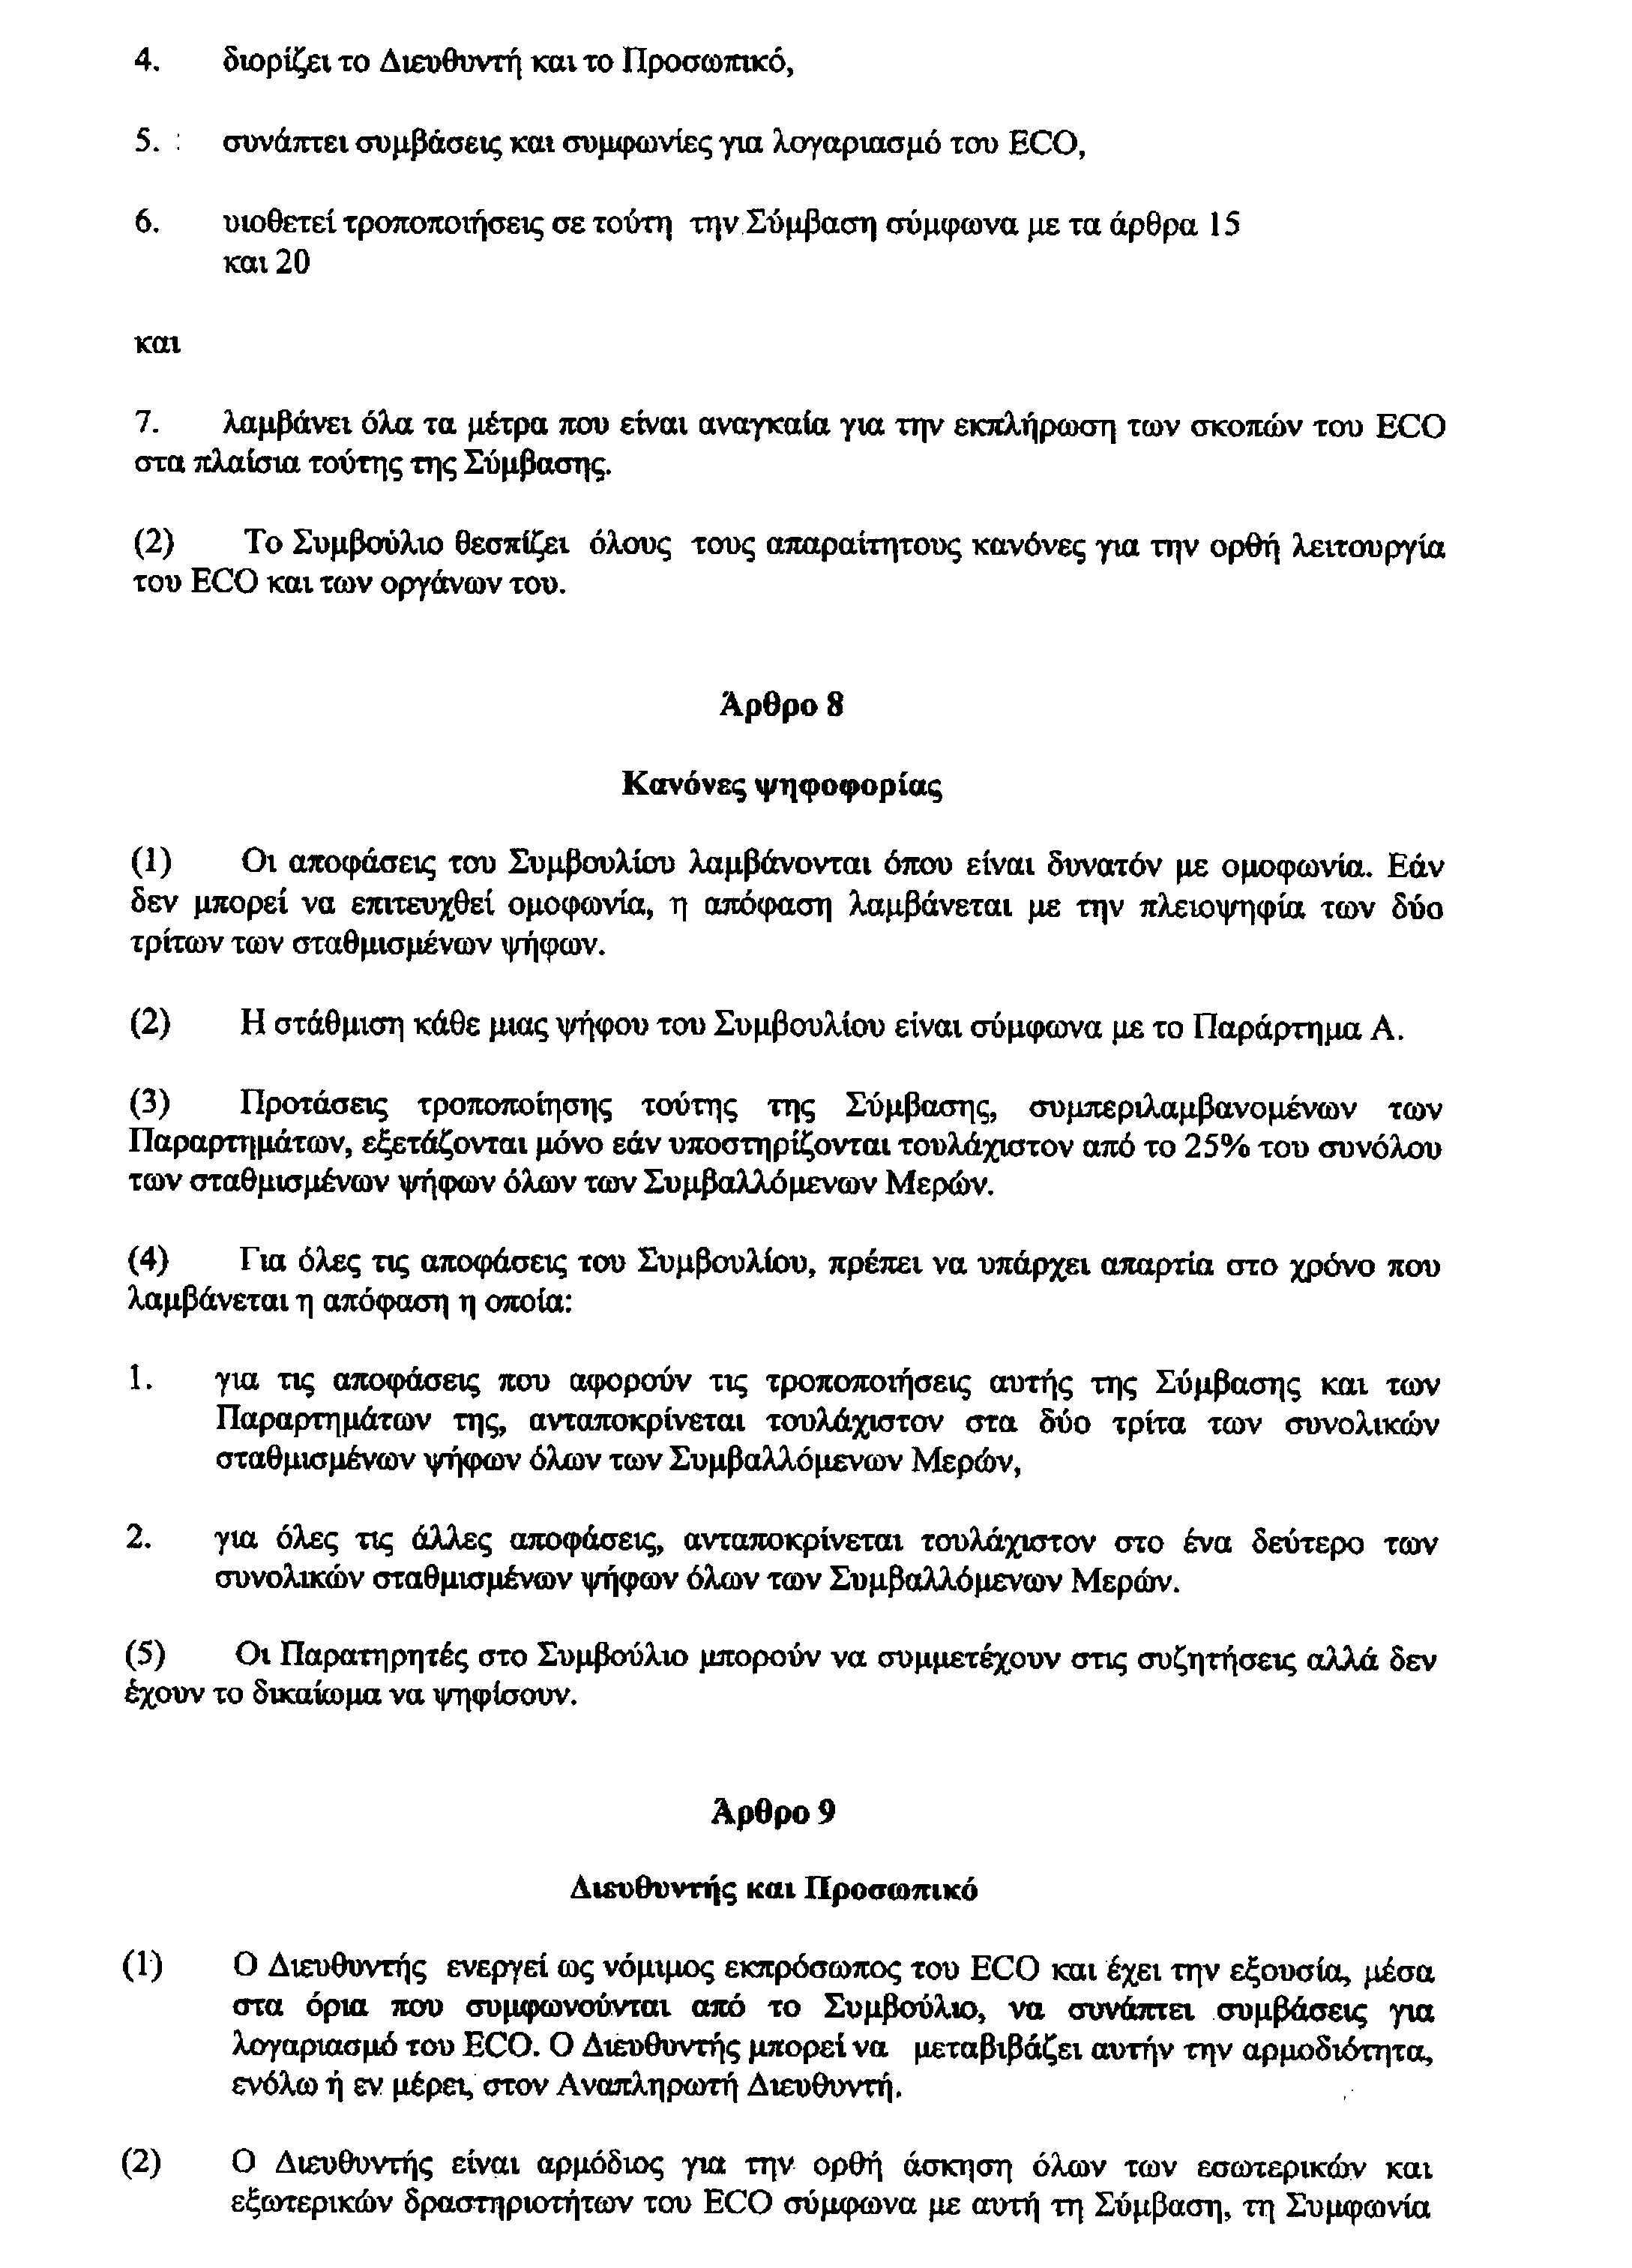 4. διορίζει το Διευθυντή και το Προσωπικό,
5. : συνάπτει συμβάσεις και συμφωνίες για λογαριασμό του ECO,
6. υιοθετεί τροποποιήσεις σε τούτη την Σύμβαση σύμφωνα με τα άρθρα 15
και 20
και
7. λαμβάνει όλα τα μέτρα που είναι αναγκαία για την εκπλήρωση των σκοπών του ECO
στα πλαίσια τούτης της Σύμβασης.
(2) Το Συμβούλιο θεσπίζει όλους τους απαραίτητους κανόνες για την ορθή λειτουργία
του ECO και των οργάνων του.
Άρθρο 8
Κανόνες ψηφοφορίας
(1) Οι αποφάσεις του Συμβουλίου λαμβάνονται όπου είναι δυνατόν με ομοφωνία. Εάν
δεν μπορεί να επιτευχθεί ομοφωνία, η απόφαση λαμβάνεται με την πλειοψηφία των δύο
τρίτων των σταθμισμένων ψήφων.
(2) Η στάθμιση κάθε μιας ψήφου του Συμβουλίου είναι σύμφωνα με το Παράρτημα Α.
(3) Προτάσεις τροποποίησης τούτης της Σύμβασης, συμπεριλαμβανομένων των
Παραρτημάτων, εξετάζονται μόνο εάν υποστηρίζονται τουλάχιστον από το 25% του συνόλου
των σταθμισμένων ψήφων όλων των Συμβαλλόμενων Μερών.
(4) Για όλες τις αποφάσεις του Συμβουλίου, πρέπει να υπάρχει απαρτία στο χρόνο που
λαμβάνεται η απόφαση η οποία:
1. για τις αποφάσεις που αφορούν τις τροποποιήσεις αυτής της Σύμβασης και των
Παραρτημάτων της, ανταποκρίνεται τουλάχιστον στα δύο τρίτα των συνολικών
σταθμισμένων ψήφων όλων των Συμβαλλόμενων Μερών,
2. για όλες τις άλλες αποφάσεις, ανταποκρίνεται τουλάχιστον στο ένα δεύτερο των
συνολικών σταθμισμένων ψήφων όλων των Συμβαλλόμενων Μερών.
(5) Οι Παρατηρητές στο Συμβούλιο μπορούν να συμμετέχουν στις συζητήσεις αλλά δεν
έχουν το δικαίωμα να ψηφίσουν.
Άρθρο 9
Διευθυντής και Προσωπικό
(1) Ο Διευθυντής ενεργεί ως νόμιμος εκπρόσωπος του ECO και έχει την εξουσία, μέσα
στα όρια που συμφωνούνται από το Συμβούλιο, να συνάπτει συμβάσεις για
λογαριασμό του ECO. Ο Διευθυντής μπορεί να μεταβιβάζει αυτήν την αρμοδιότητα,
ενόλω ή εν μέρει, στον Αναπληρωτή Διευθυντή.
(2) Ο Διευθυντής είναι αρμόδιος για την ορθή άσκηση όλων των εσωτερικών και
εξωτερικών δραστηριοτήτων του ECO σύμφωνα με αυτή τη Σύμβαση, τη Συμφωνία